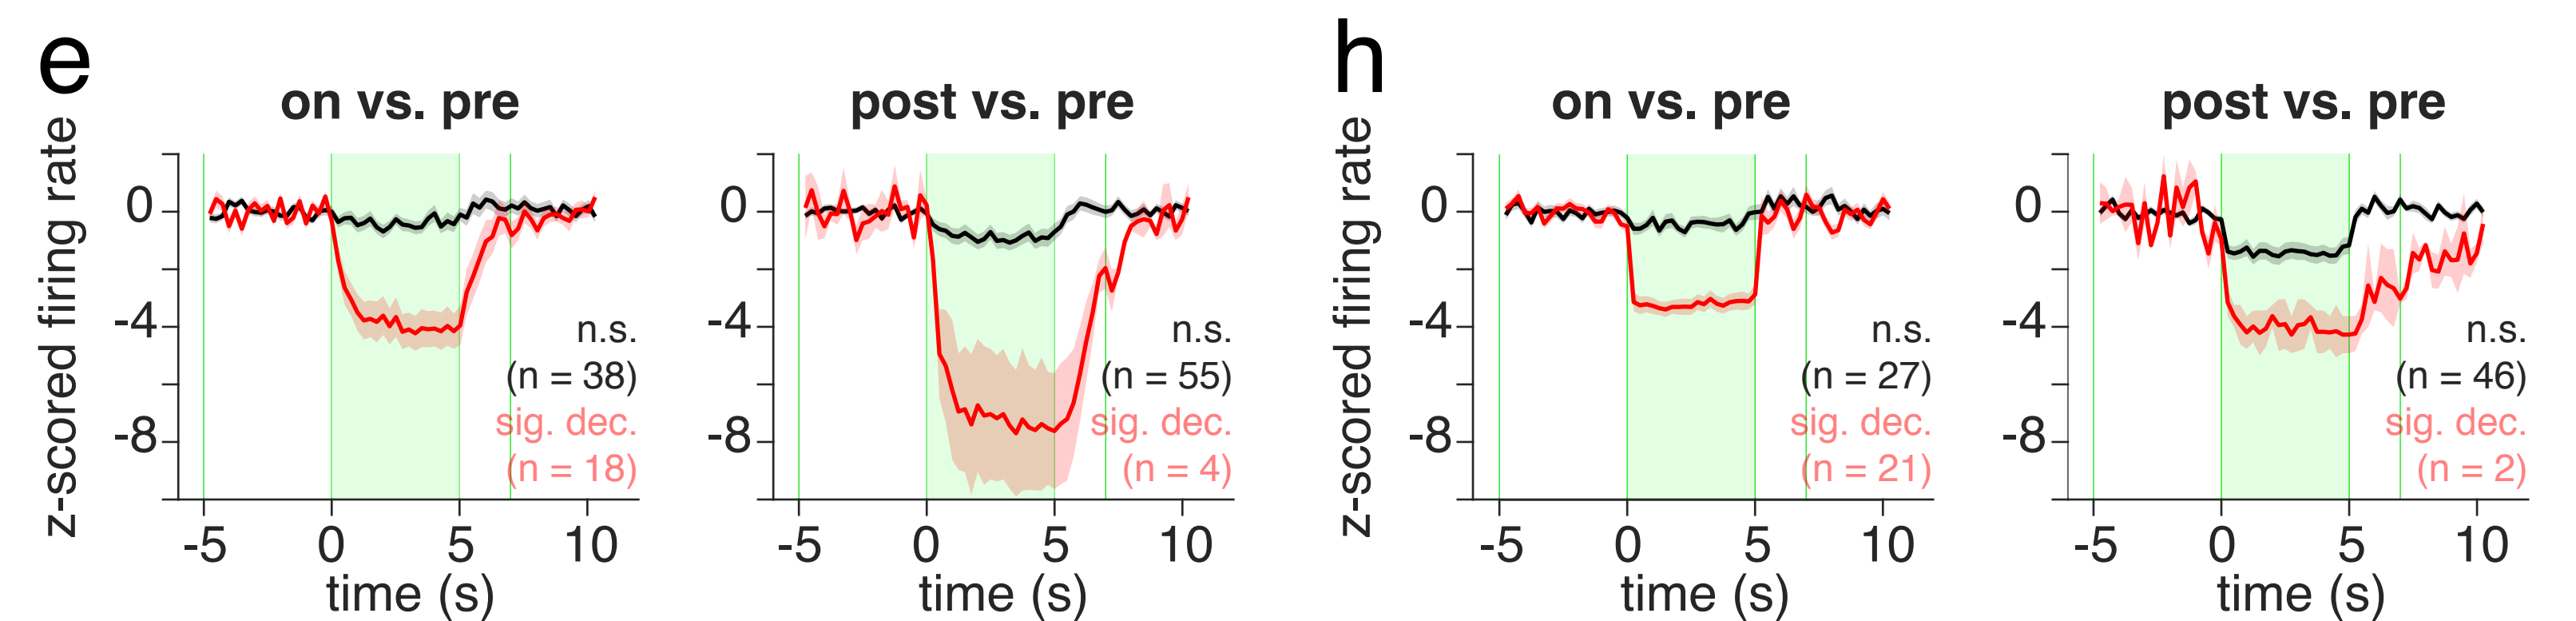 e
on vs. pre
z-scored firing rate
0
-4
-8
n.s.
(n = 38)
sig. dec.
(n = 18)
-5 0 5 10
time (s)
post vs. pre
0
-4
-8
n.s.
(n = 55)
sig. dec.
(n = 4)
-5 0 5 10
time (s)
h
on vs. pre
z-scored firing rate
0
-4
-8
n.s.
(n = 27)
sig. dec.
(n = 21)
-5 0 5 10
time (s)
post vs. pre
0
-4
-8
n.s.
(n = 46)
sig. dec.
(n = 2)
-5 0 5 10
time (s)